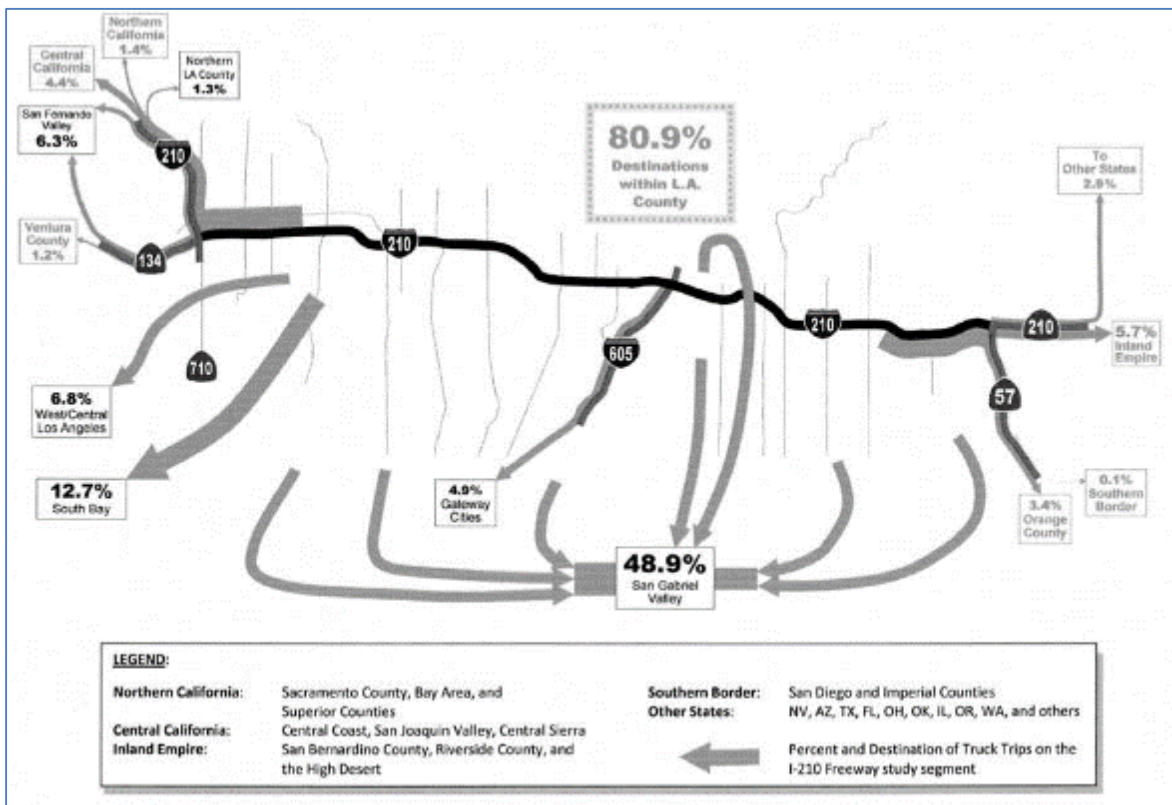 Northern
California
1.4%
Central
California
4.4%
Northern
LA County
1.3%
San Fernando
Valley
6.3%
210
80.9%
Destinations
within L.A.
County
To
Other States
2.9%
Ventura
County
1.2%
134
210
210
210
5.7%
Inland
Empire
605
710
57
6.8%
West/Central
Los Angeles
12.7%
South Bay
4.9%
Gateway
Cities
0.1%
Southern
Border
3.4%
Orange
County
48.9%
San Gabriel
Valley
LEGEND:
Northern California: Sacramento County, Bay Area, and
Superior Counties
Central California: Central Coast, San Joaquin Valley, Central Sierra
Inland Empire: San Bernardino County, Riverside County, and
the High Desert
Southern Border: San Diego and Imperial Counties
Other States: NV, AZ, TX, FL, OH, OK, IL, OR, WA, and others
Percent and Destination of Truck Trips on the
I-210 Freeway study segment